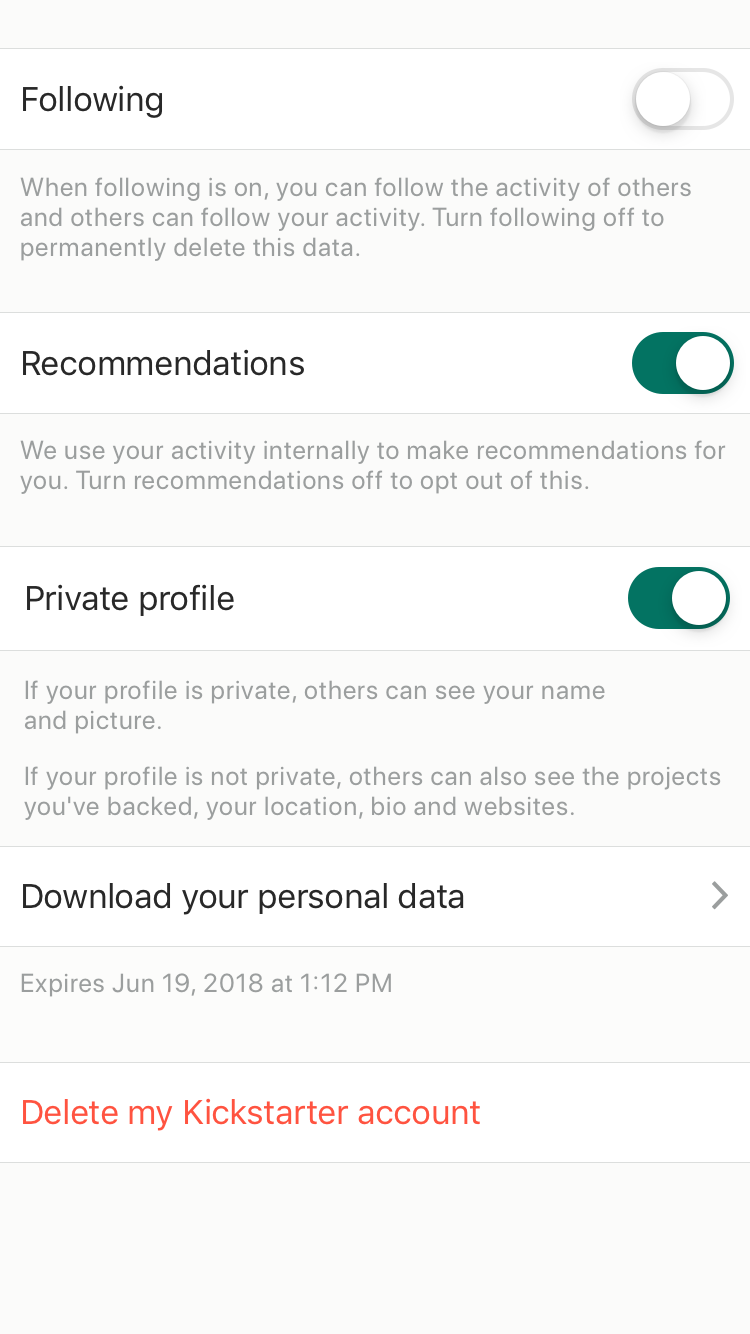 Following
When following is on, you can follow the activity of others
and others can follow your activity. Turn following off to
permanently delete this data.
Recommendations
We use your activity internally to make recommendations for
you. Turn recommendations off to opt out of this.
Private profile
If your profile is private, others can see your name
and picture.
If your profile is not private, others can also see the projects
you've backed, your location, bio and websites.
Download your personal data
Expires Jun 19, 2018 at 1:12 PM
Delete my Kickstarter account